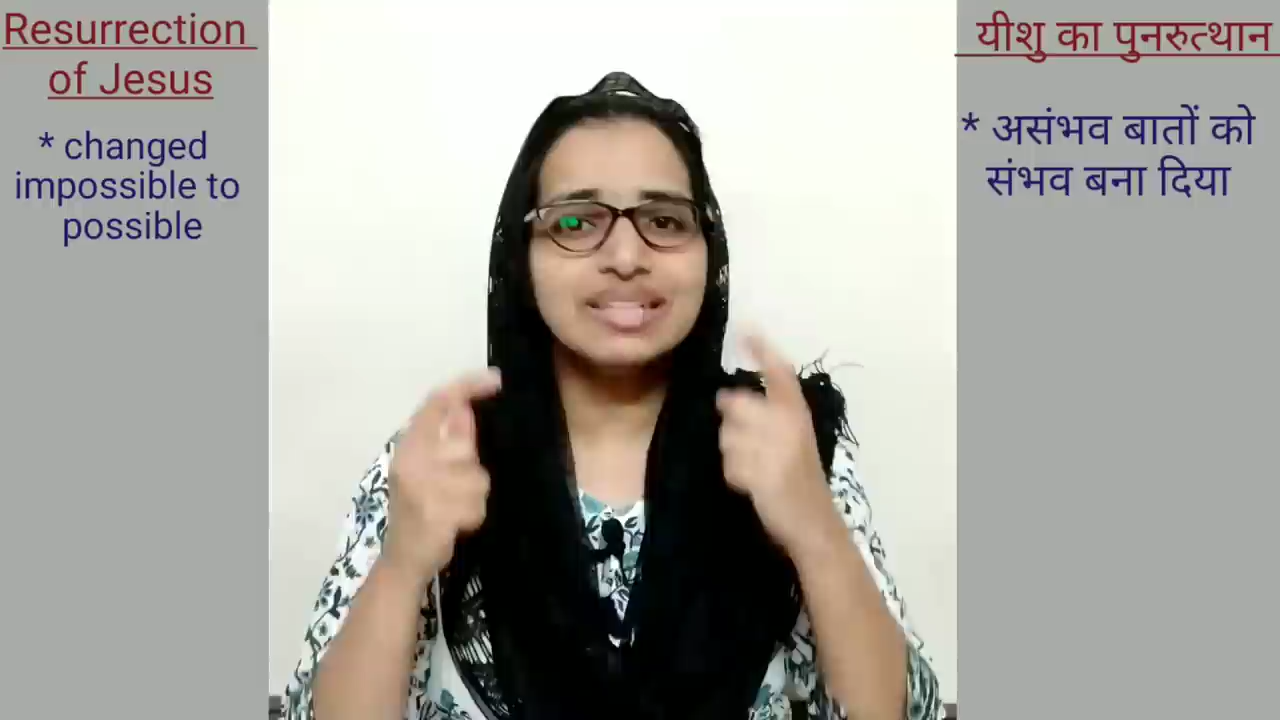 Resurrection
of Jesus
* changed
impossible to
possible
यीशु का पुनरुत्थान
* असंभव बातों को
संभव बना दिया